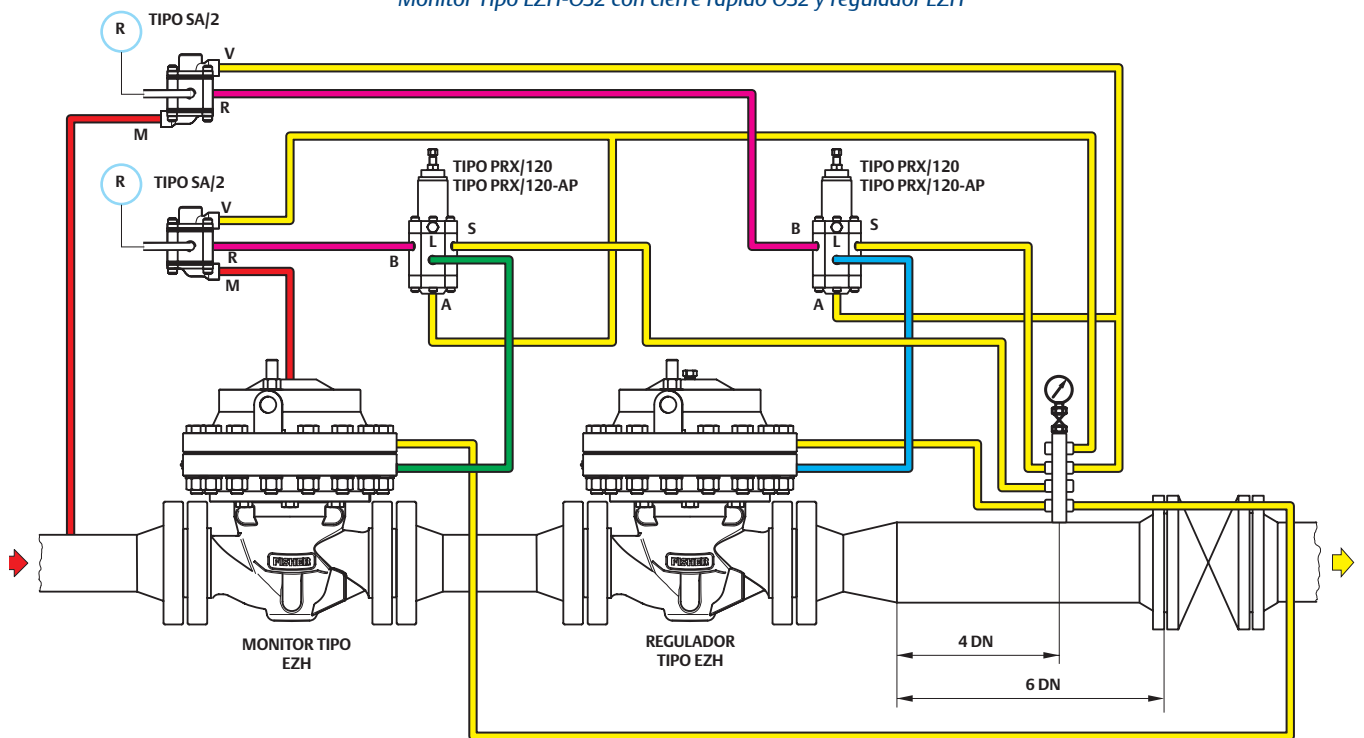 Monitor Tipo EZH-OS2 con cierre rápido OS2 y regulador EZH
R
TIPO SA/2
V
R
M
R
TIPO SA/2
V
R
M
TIPO PRX/120
TIPO PRX/120-AP
L
S
B
A
TIPO PRX/120
TIPO PRX/120-AP
B
L
S
A
FISHER
FISHER
MONITOR TIPO
EZH
REGULADOR
TIPO EZH
4 DN
6 DN